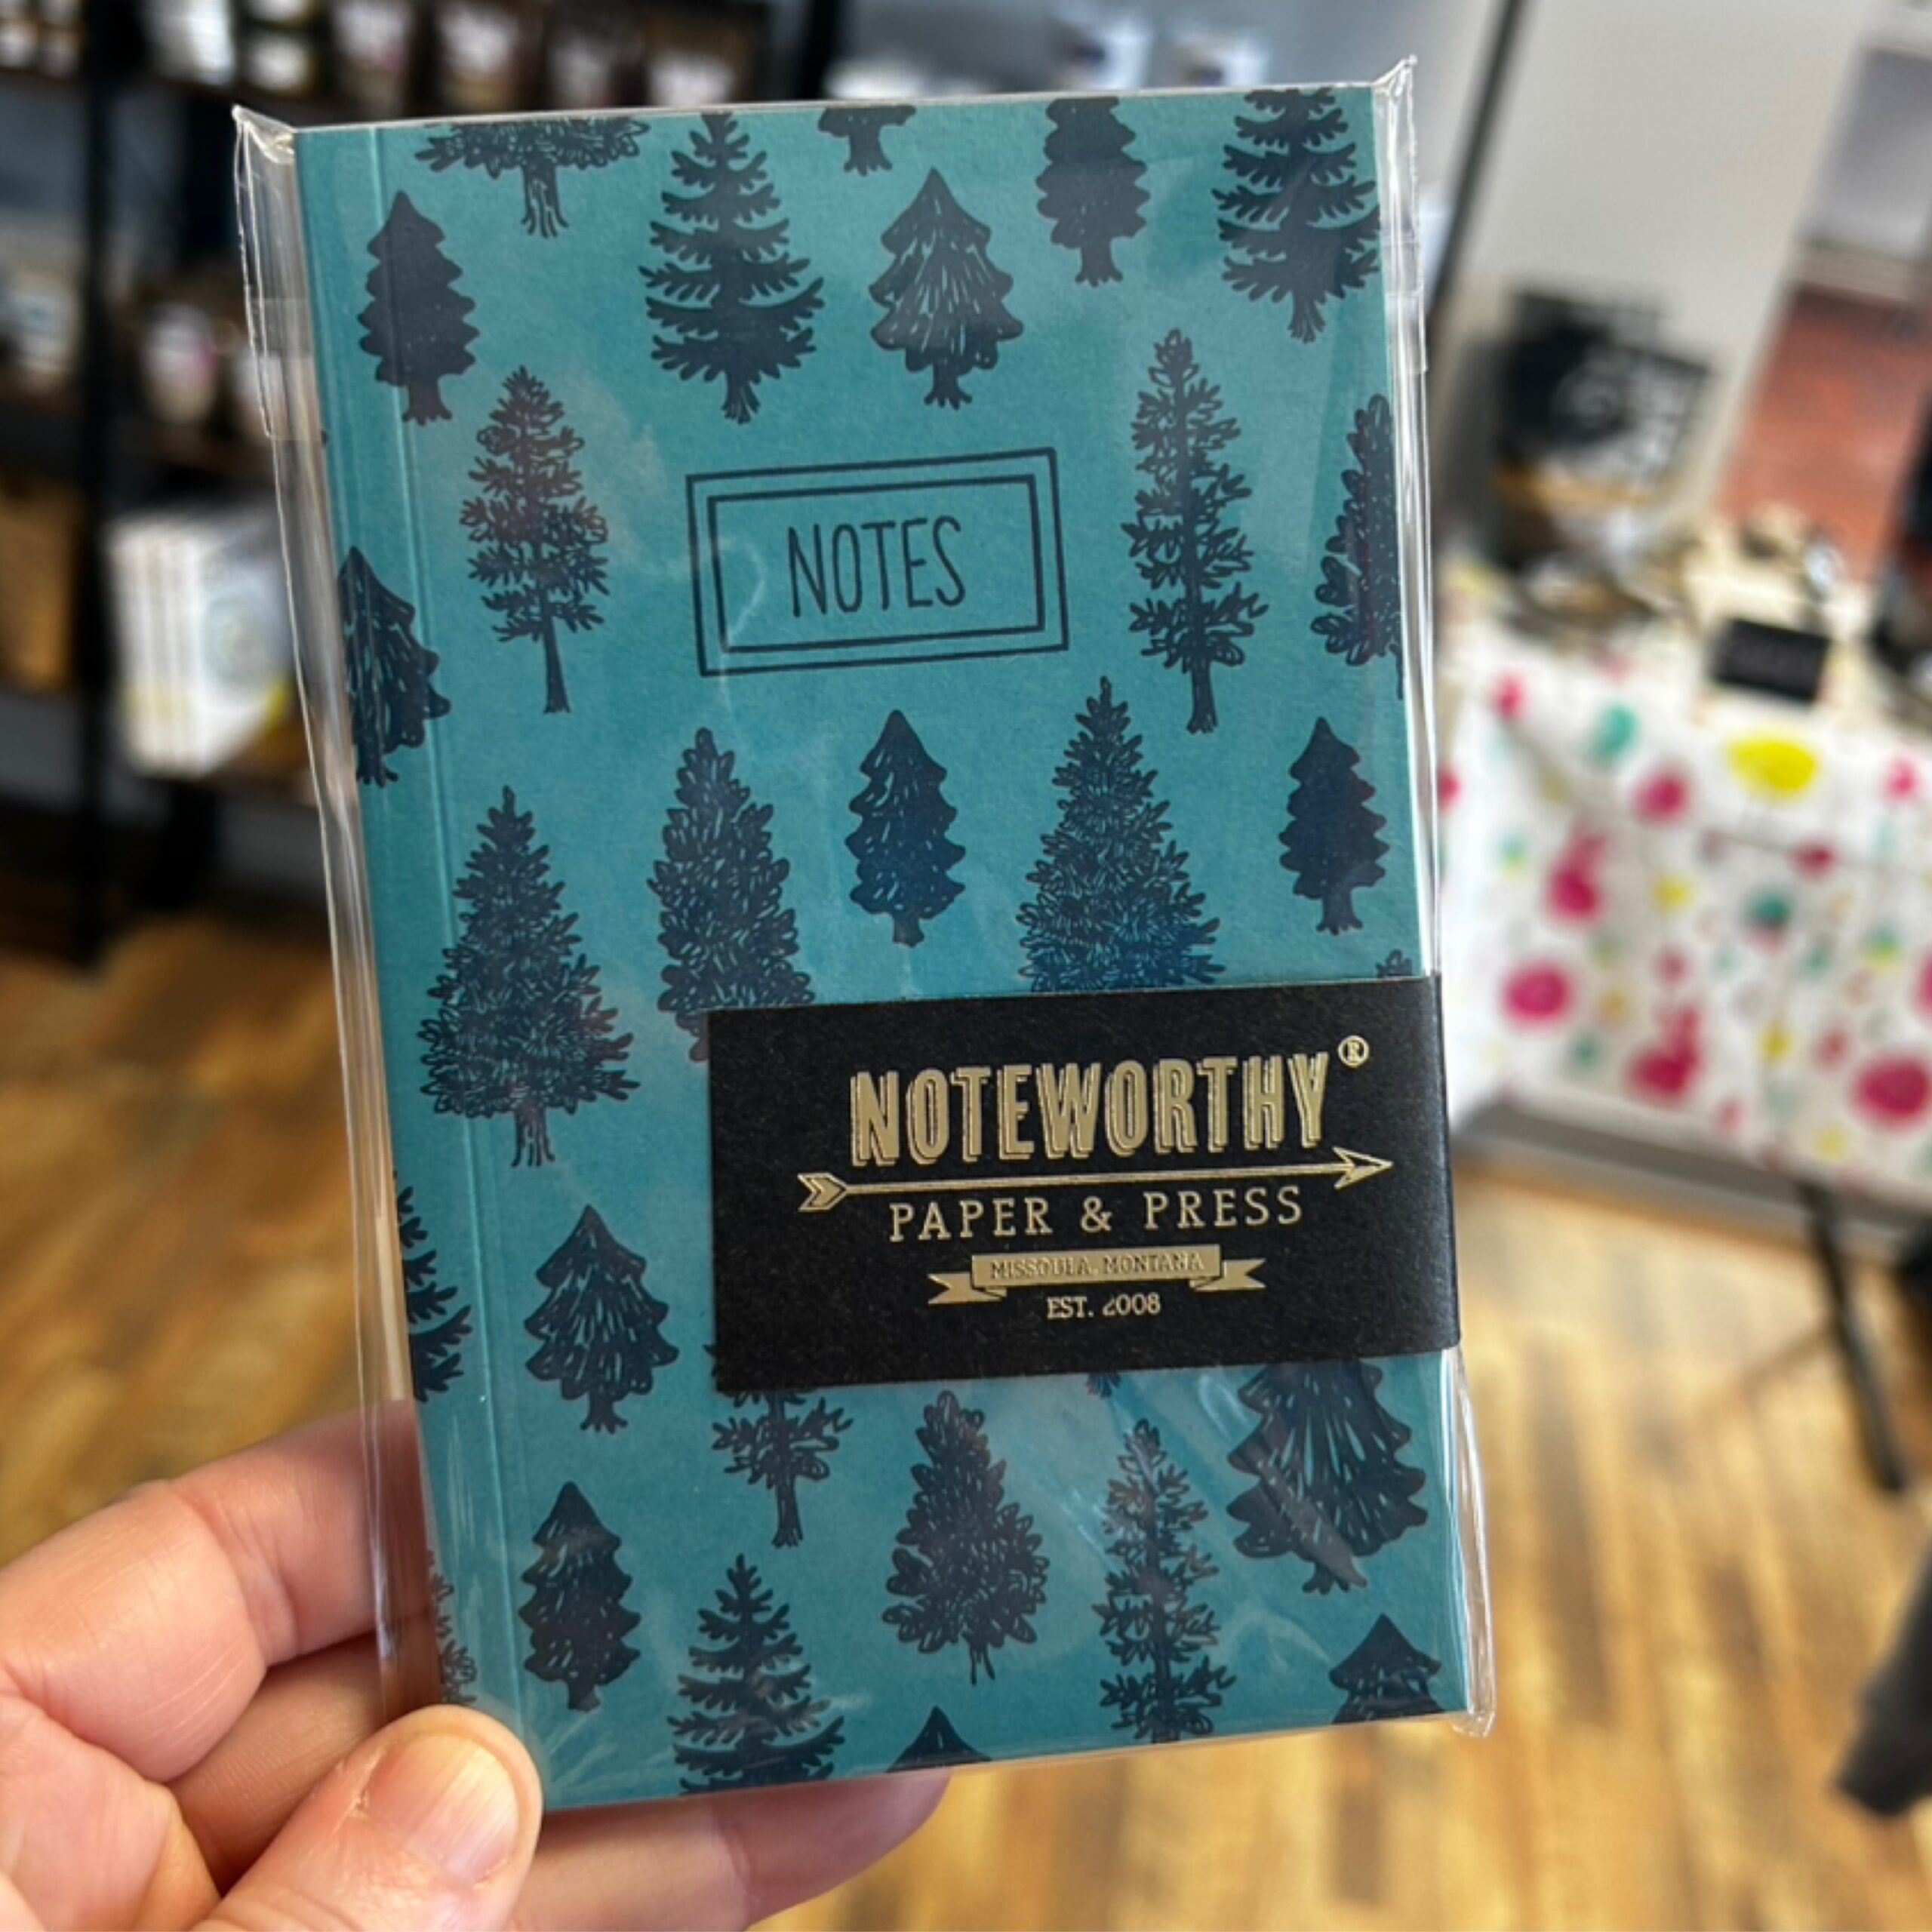 NOTES
NOTEWORTHY®
PAPER & PRESS
MISSOULA, MONTANA
EST. 2008